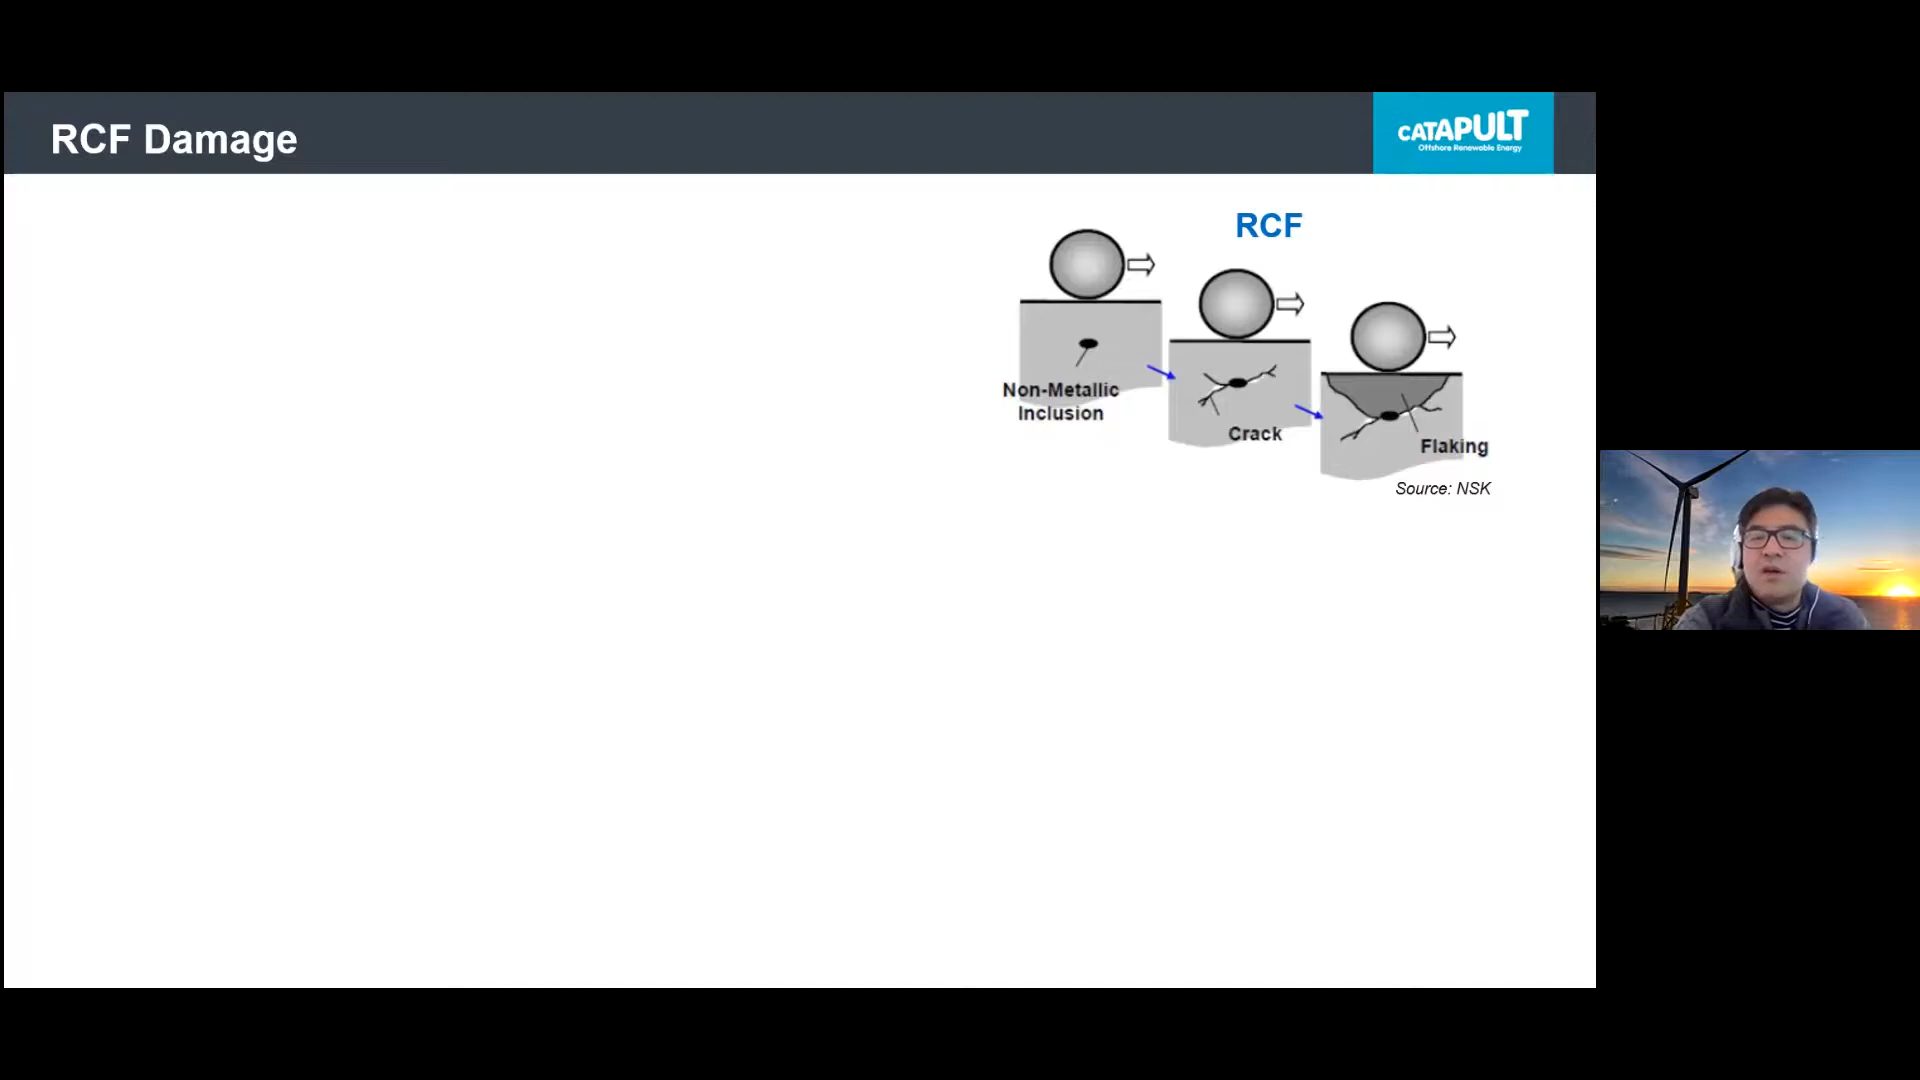 RCF Damage
CATAPULT
Offshore Renewable Energy
RCF
Non-Metallic
Inclusion
Crack
Flaking
Source: NSK